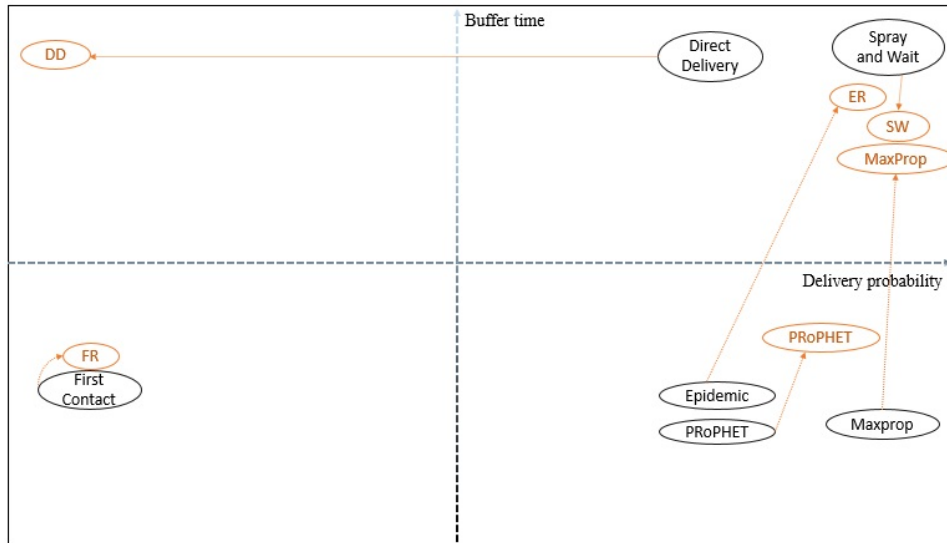 Buffer time
DD
Direct
Delivery
Spray
and Wait
ER
SW
MaxProp
Delivery probability
PRoPHET
FR
First
Contact
Epidemic
PRoPHET
Maxprop